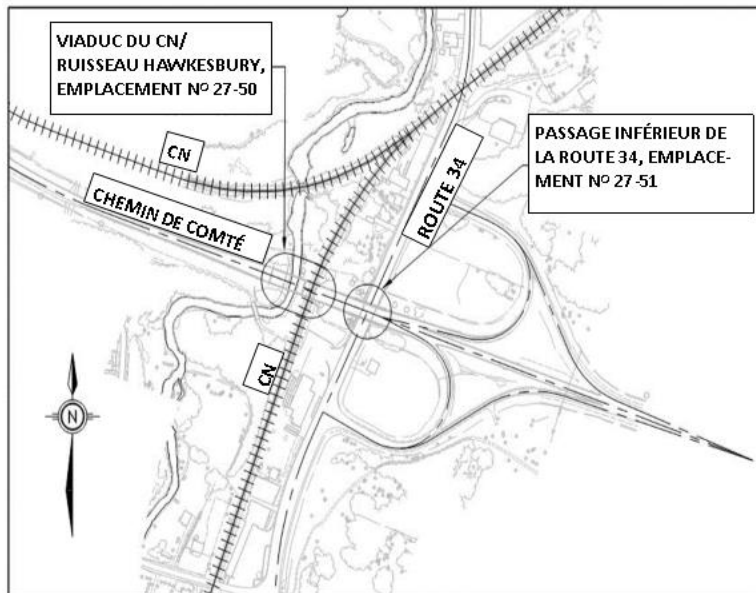 VIADUC DU CN/
RUISSEAU HAWKESBURY,
EMPLACEMENT Nº 27-50
PASSAGE INFÉRIEUR DE
LA ROUTE 34, EMPLACE-
MENT Nº 27-51
CN
ROUTE 34
CHEMIN DE COMTÉ
CN
N